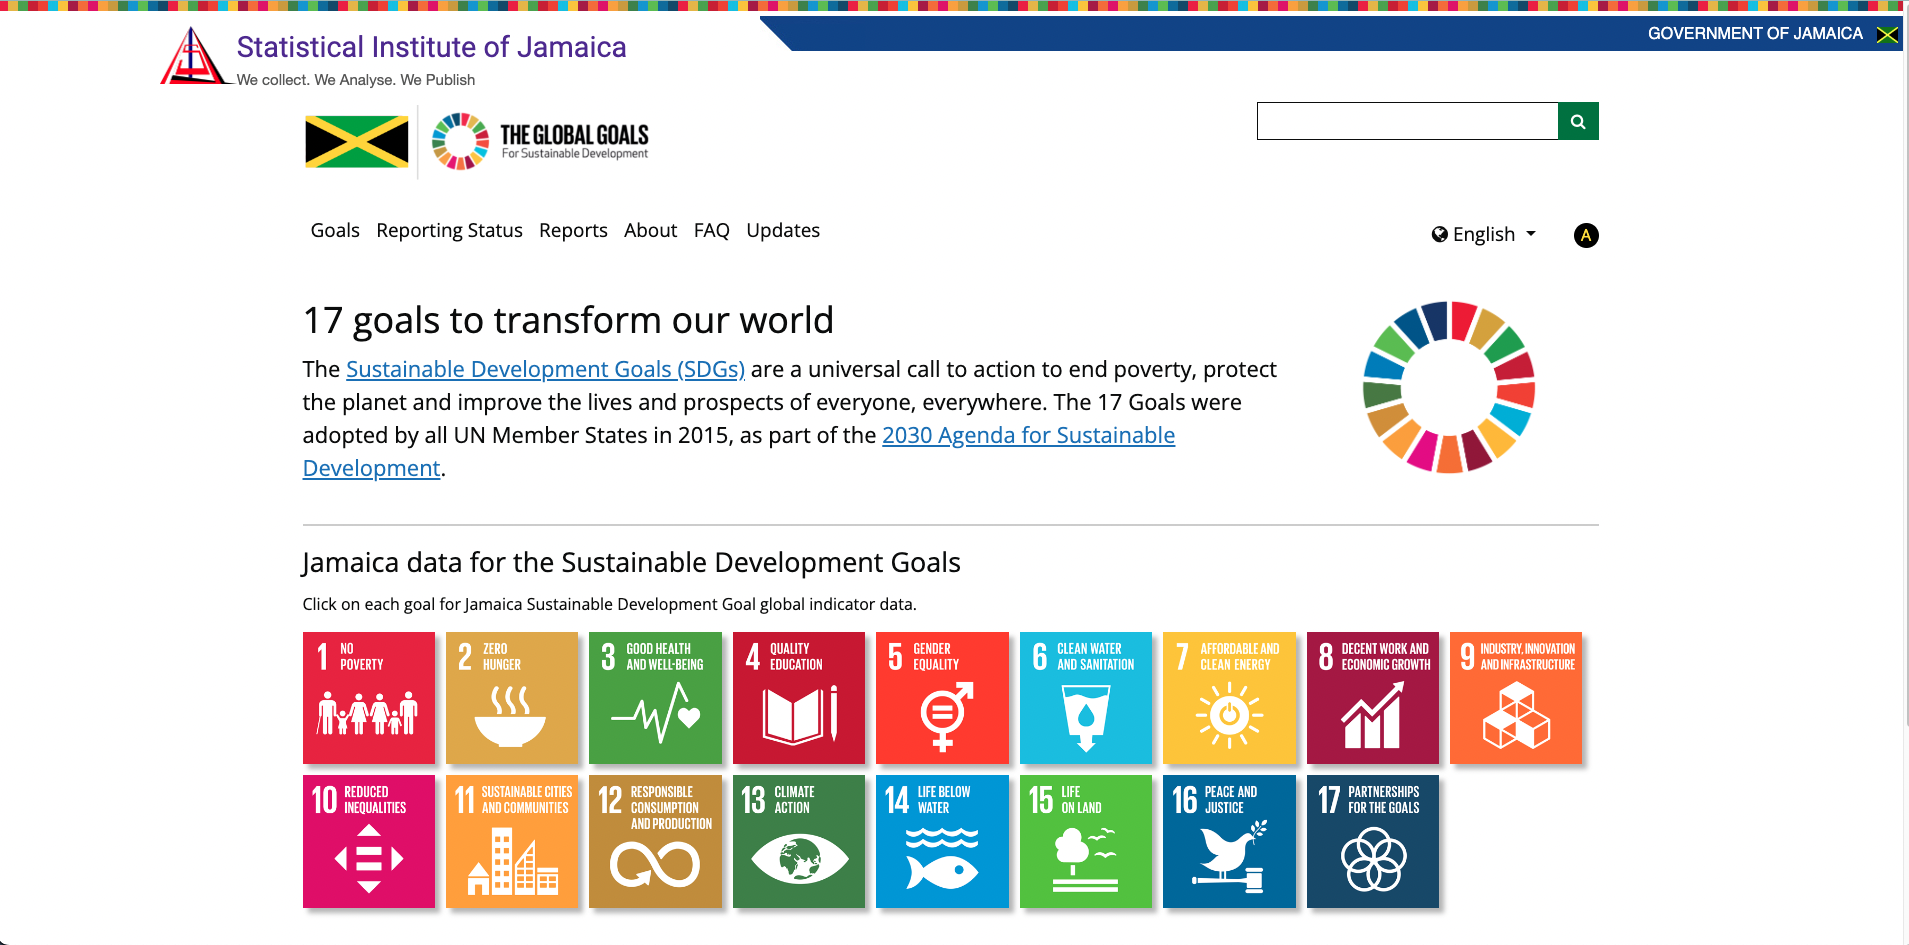 Statistical Institute of Jamaica
We collect. We Analyse. We Publish
GOVERNMENT OF JAMAICA
THE GLOBAL GOALS
For Sustainable Development
Goals Reporting Status Reports About FAQ Updates
English
A
17 goals to transform our world
The Sustainable Development Goals (SDGs) are a universal call to action to end poverty, protect
the planet and improve the lives and prospects of everyone, everywhere. The 17 Goals were
adopted by all UN Member States in 2015, as part of the 2030 Agenda for Sustainable
Development.
Jamaica data for the Sustainable Development Goals
Click on each goal for Jamaica Sustainable Development Goal global indicator data.
1 NO
POVERTY
2 ZERO
HUNGER
3 GOOD HEALTH
AND WELL-BEING
4 QUALITY
EDUCATION
5 GENDER
EQUALITY
6 CLEAN WATER
AND SANITATION
7 AFFORDABLE AND
CLEAN ENERGY
8 DECENT WORK AND
ECONOMIC GROWTH
9 INDUSTRY, INNOVATION
AND INFRASTRUCTURE
10 REDUCED
INEQUALITIES
11 SUSTAINABLE CITIES
AND COMMUNITIES
12 RESPONSIBLE
CONSUMPTION
AND PRODUCTION
13 CLIMATE
ACTION
14 LIFE BELOW
WATER
15 LIFE
ON LAND
16 PEACE AND
JUSTICE
17 PARTNERSHIPS
FOR THE GOALS